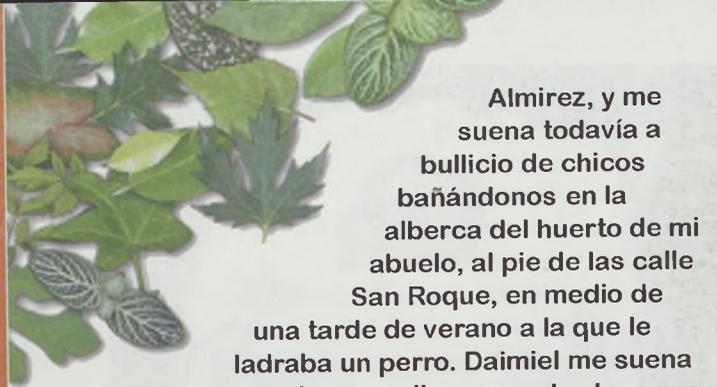 Almirez, y me
suena todavía a
bullicio de chicos
bañándonos en la
alberca del huerto de mi
abuelo, al pie de las calle
San Roque, en medio de
una tarde de verano a la que le
ladraba un perro. Daimiel me suena